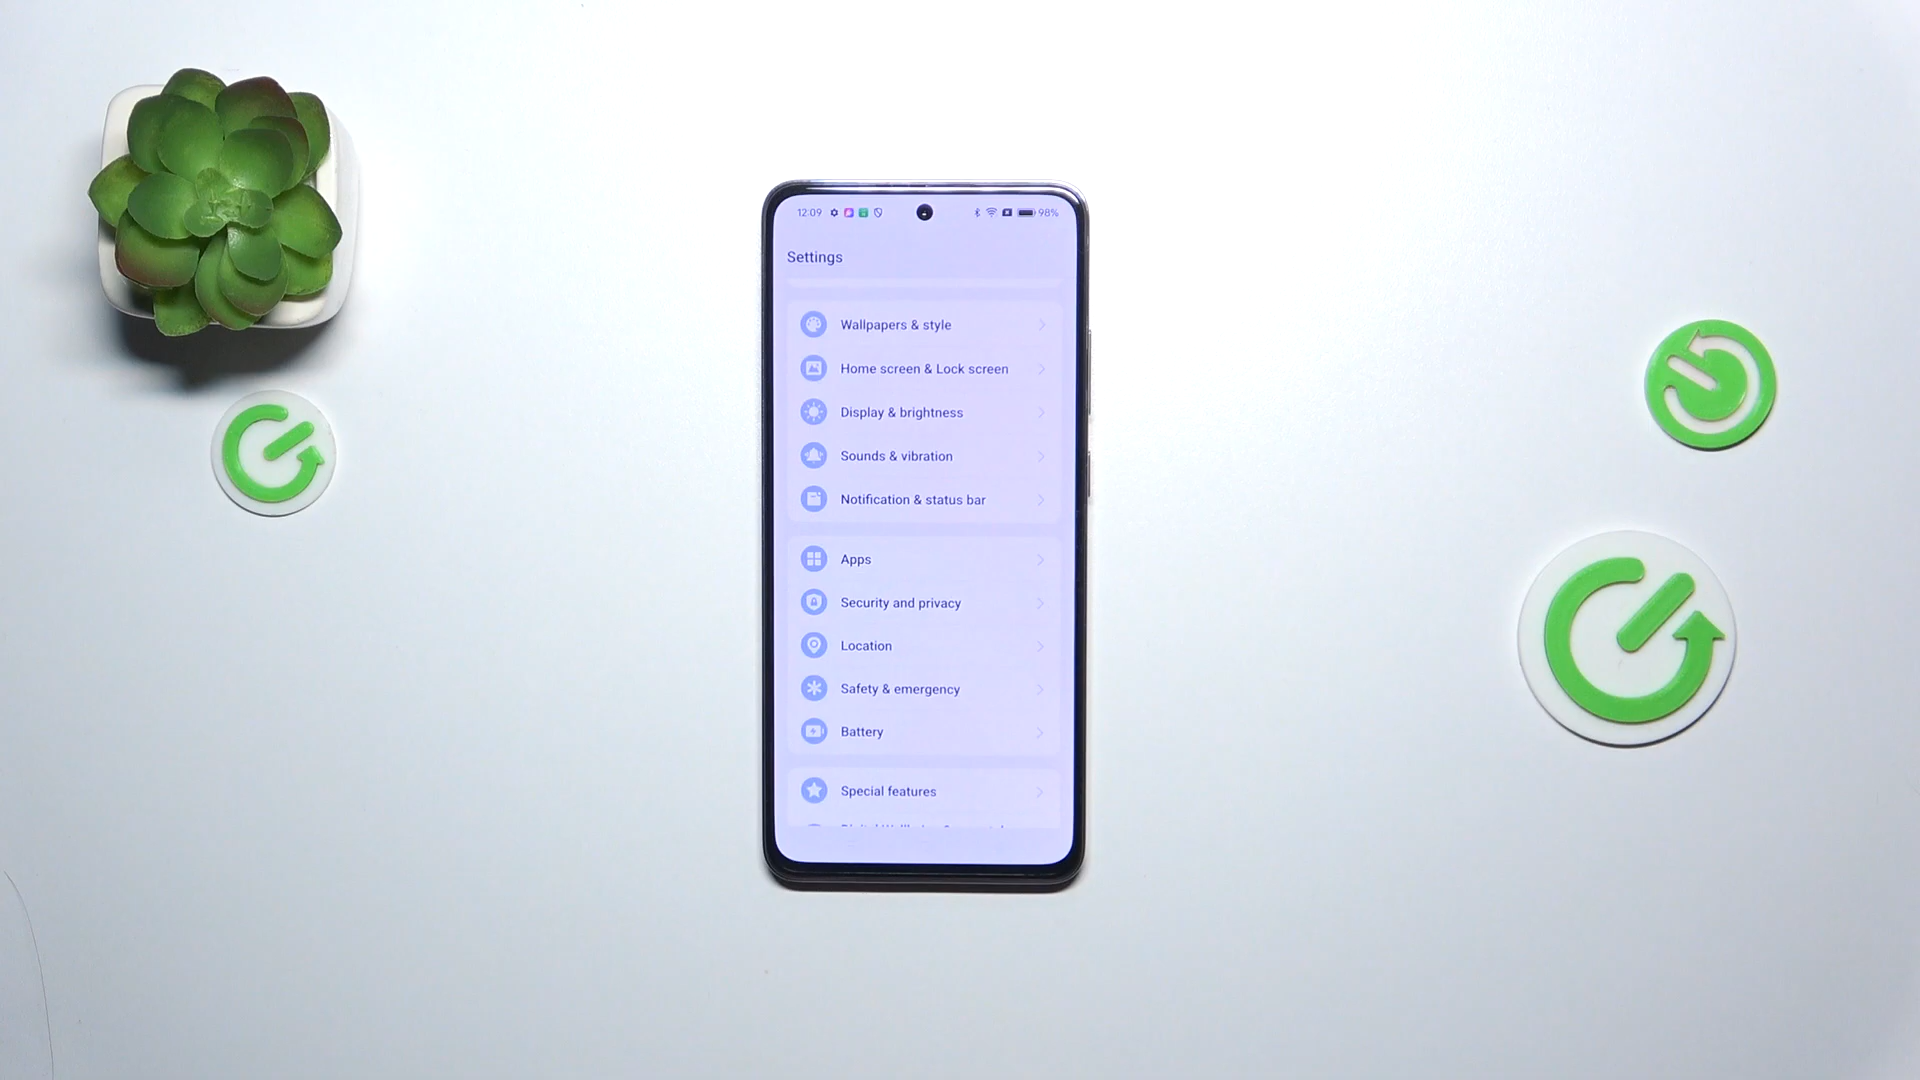 12:09
98%
Settings
Wallpapers & style
Home screen & Lock screen
Display & brightness
Sounds & vibration
Notification & status bar
Apps
Security and privacy
Location
Safety & emergency
Battery
Special features